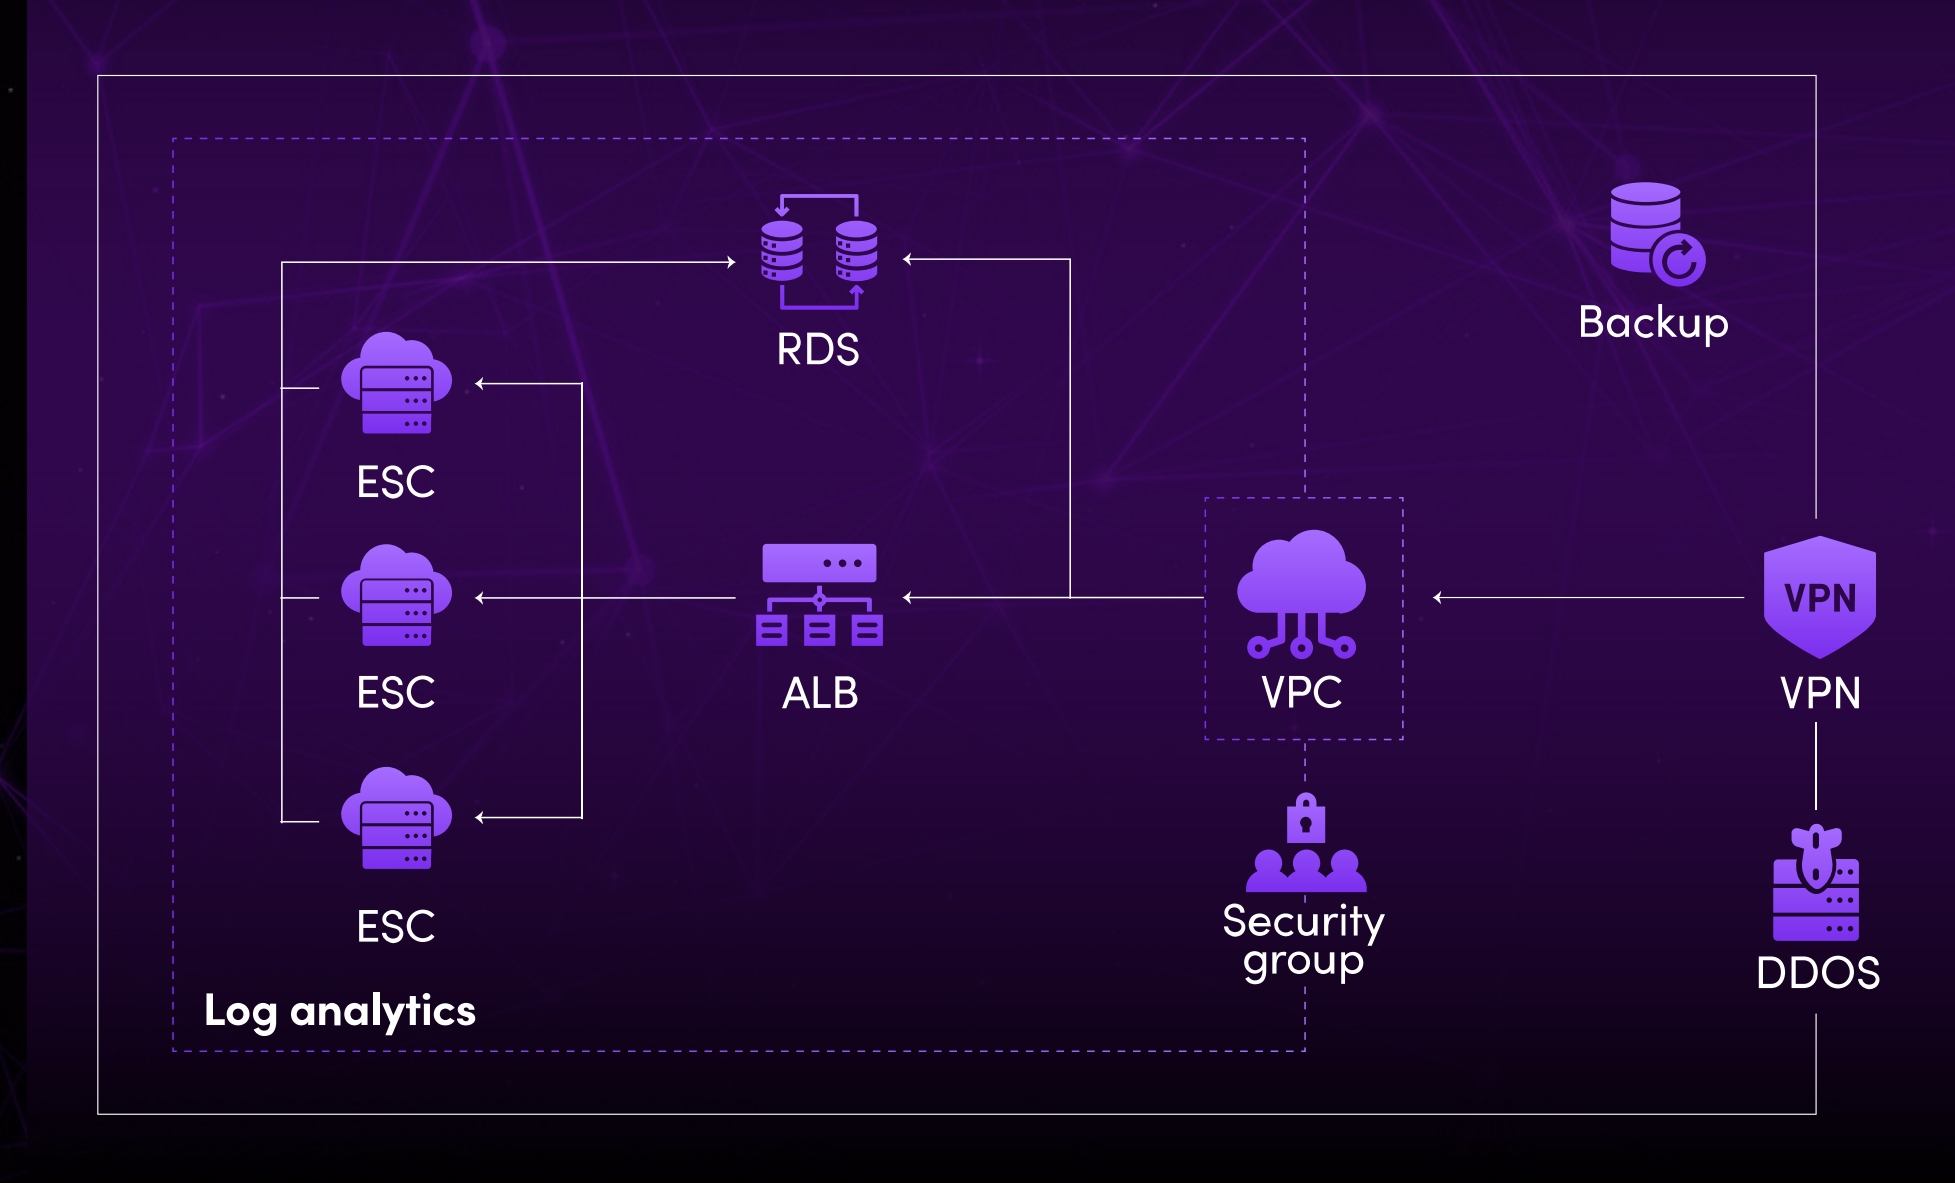 RDS
Backup
ESC
VPN
ESC
ALB
VPC
VPN
ESC
Security
group
DDOS
Log analytics